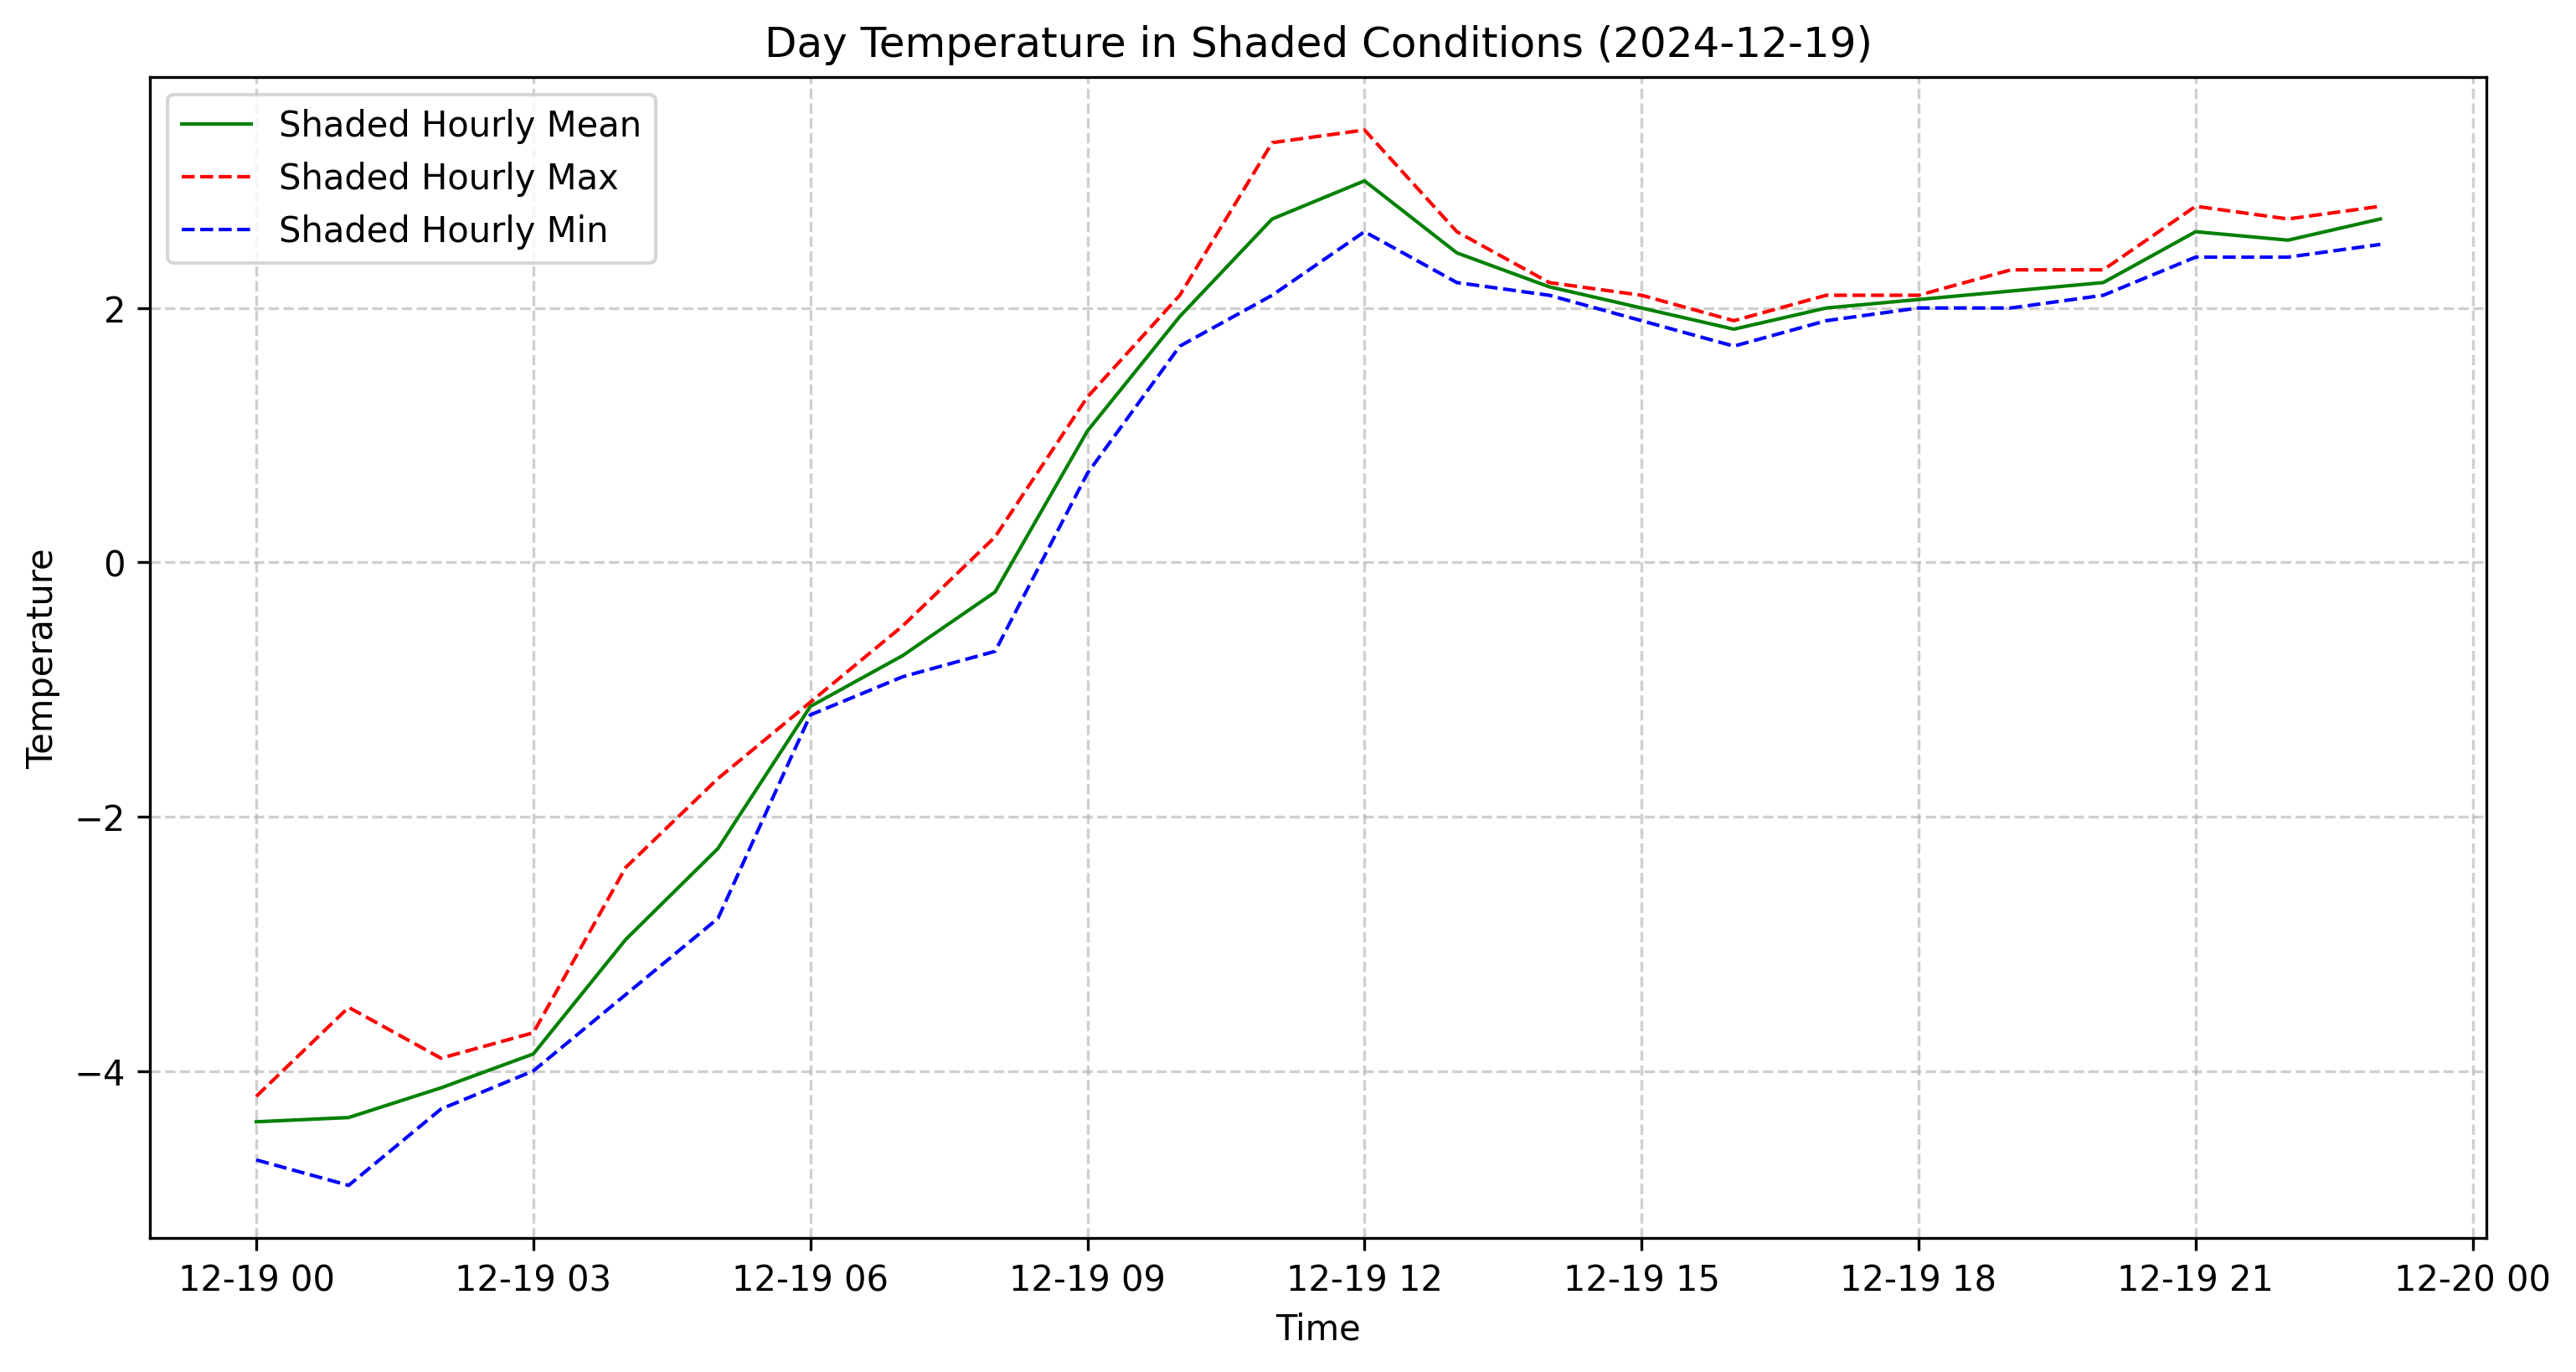 Day Temperature in Shaded Conditions (2024-12-19)
Shaded Hourly Mean
Shaded Hourly Max
Shaded Hourly Min
2
0
−2
−4
Temperature
12-19 00 12-19 03 12-19 06 12-19 09 12-19 12 12-19 15 12-19 18 12-19 21 12-20 00
Time